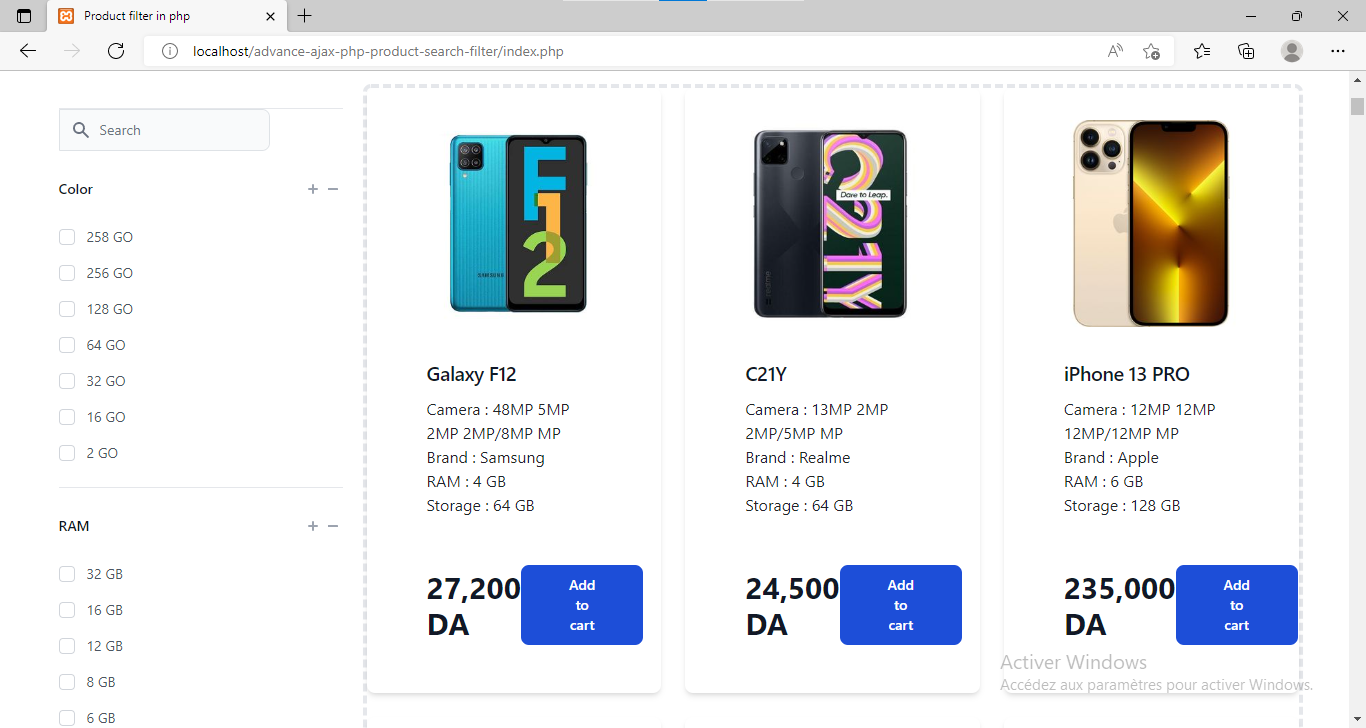 Product filter in php
localhost/advance-ajax-php-product-search-filter/index.php
Search
Color
258 GO
256 GO
128 GO
64 GO
32 GO
16 GO
2 GO
RAM
32 GB
16 GB
12 GB
8 GB
6 GB
F12
SAMSUNG
Galaxy F12
Camera : 48MP 5MP
2MP 2MP/8MP MP
Brand : Samsung
RAM : 4 GB
Storage : 64 GB
27,200
DA
Add
to
cart
C21Y
Dare to Leap.
realme
C21Y
Camera : 13MP 2MP
2MP/5MP MP
Brand : Realme
RAM : 4 GB
Storage : 64 GB
24,500
DA
Add
to
cart
iPhone 13 PRO
Camera : 12MP 12MP
12MP/12MP MP
Brand : Apple
RAM : 6 GB
Storage : 128 GB
235,000
DA
Add
to
cart
Activer Windows
Accédez aux paramètres pour activer Windows.